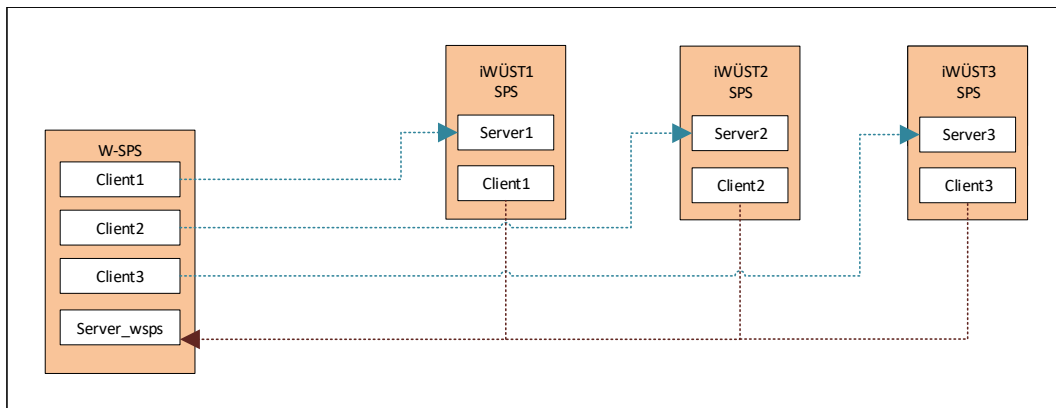 W-SPS
Client1
Client2
Client3
Server_wsps
iWÜST1
SPS
Server1
Client1
iWÜST2
SPS
Server2
Client2
iWÜST3
SPS
Server3
Client3